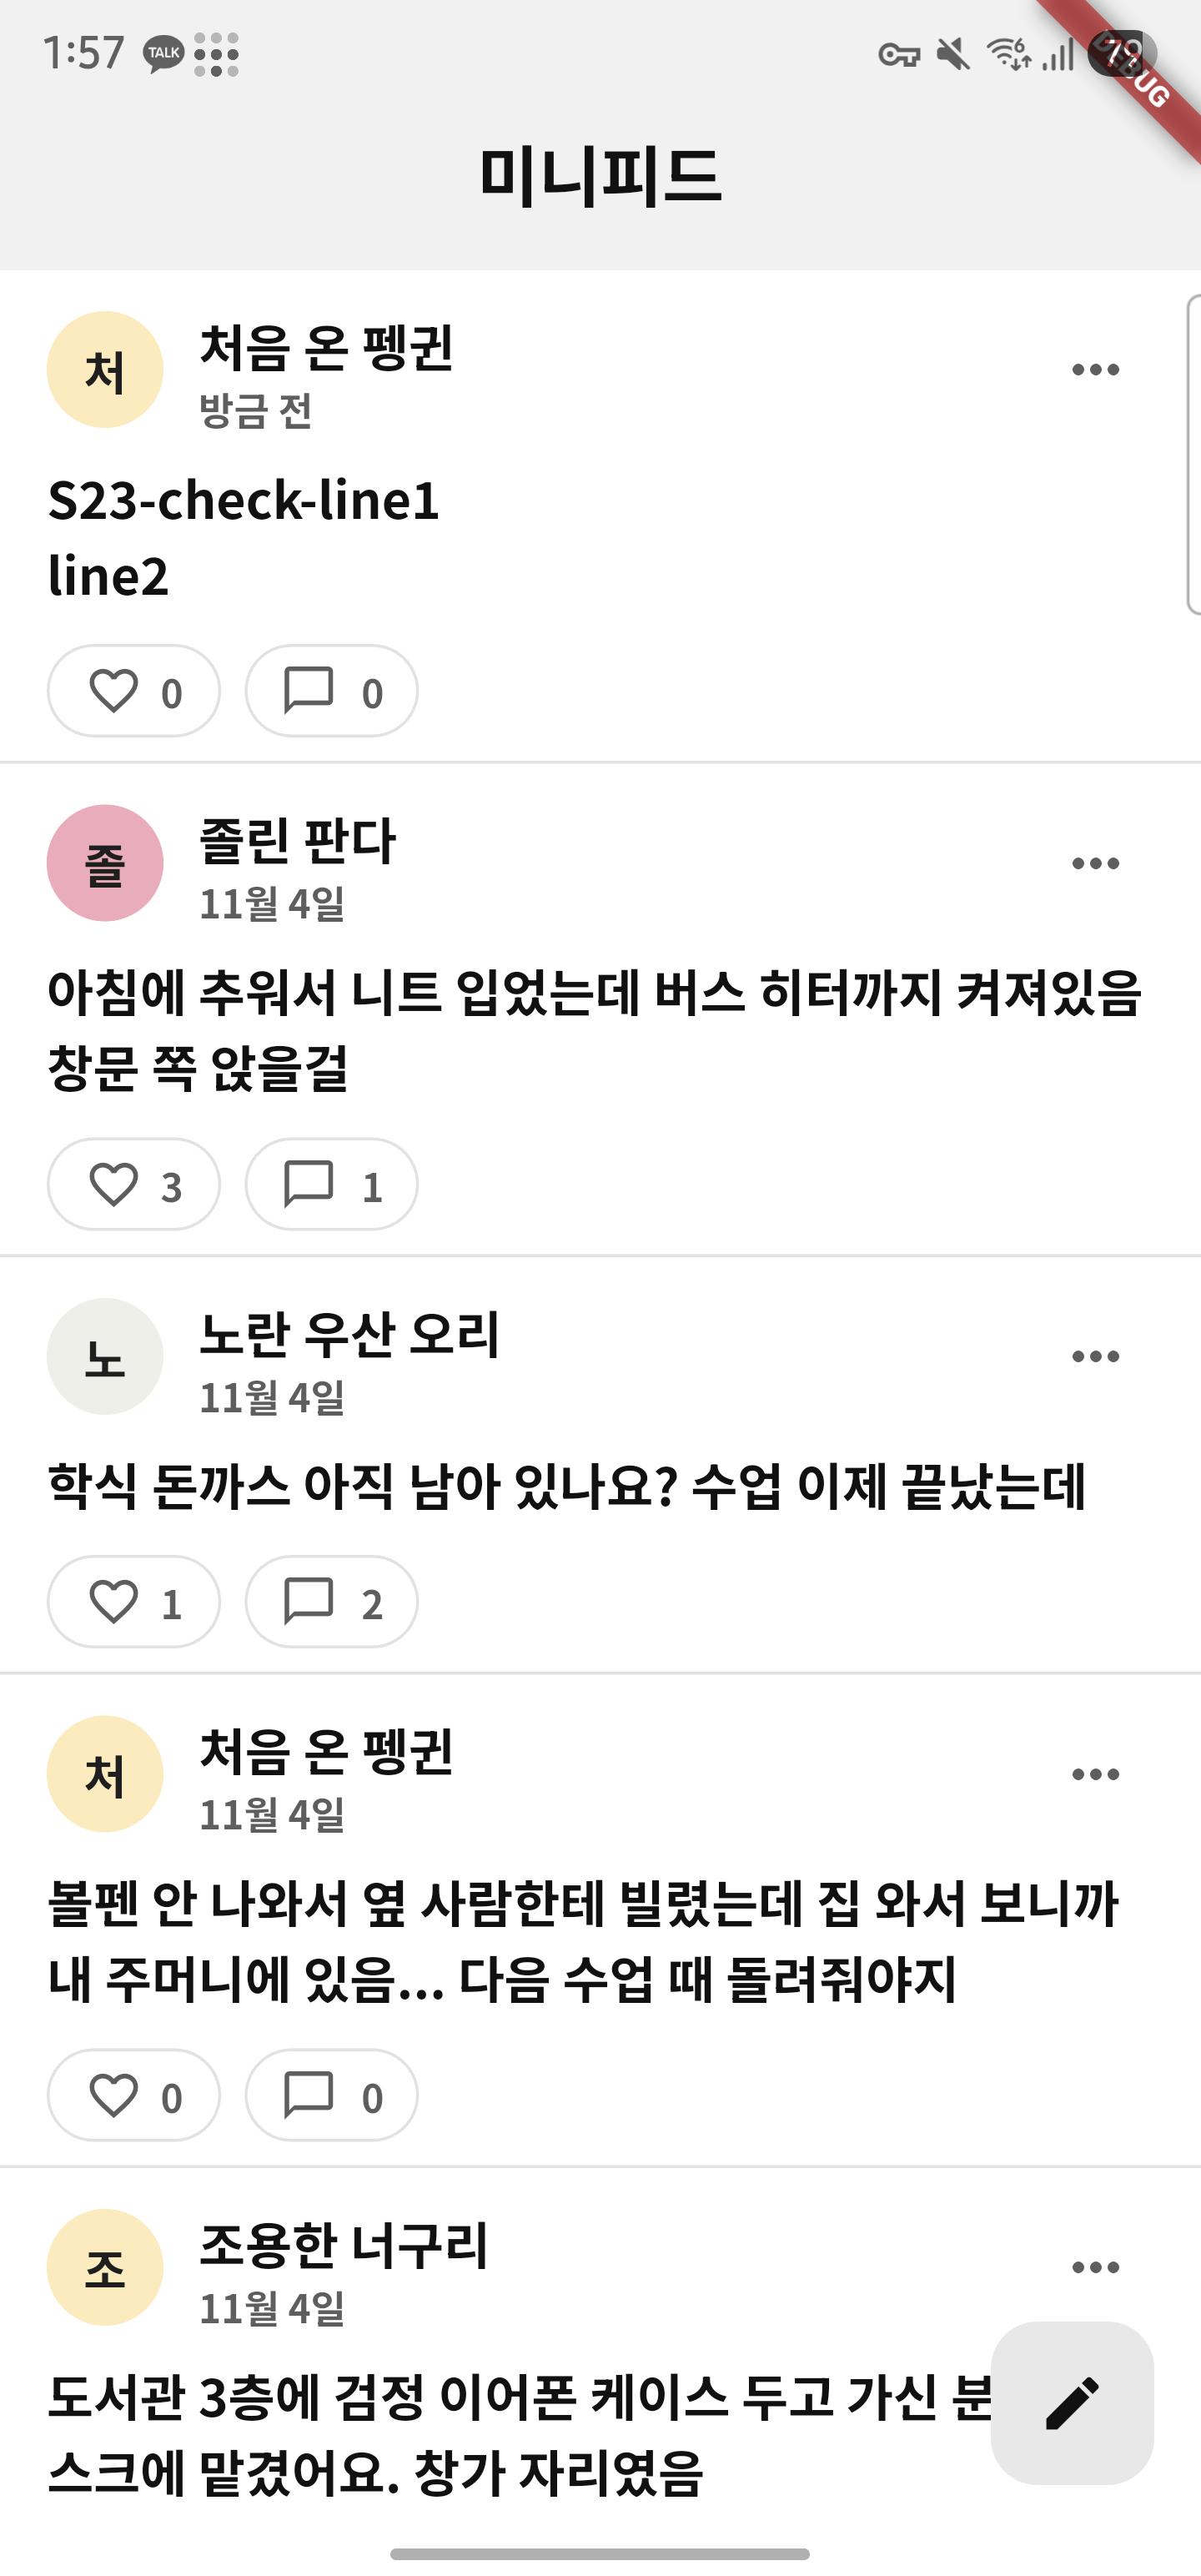 1:57 TALK 6
미니피드
처
처음 온 펭귄
방금 전
S23-check-line1
line2
0 0
졸
졸린 판다
11월 4일
아침에 추워서 니트 입었는데 버스 히터까지 켜져있음
창문 쪽 앉을걸
3 1
노
노란 우산 오리
11월 4일
학식 돈까스 아직 남아 있나요? 수업 이제 끝났는데
1 2
처
처음 온 펭귄
11월 4일
볼펜 안 나와서 옆 사람한테 빌렸는데 집 와서 보니까
내 주머니에 있음... 다음 수업 때 돌려줘야지
0 0
조
조용한 너구리
11월 4일
도서관 3층에 검정 이어폰 케이스 두고 가신 분
스크에 맡겼어요. 창가 자리였음